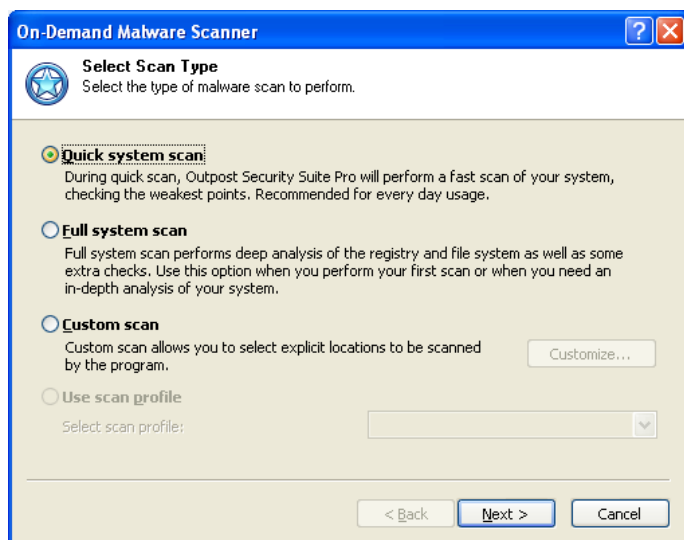 On-Demand Malware Scanner
Select Scan Type
Select the type of malware scan to perform.
Quick system scan
During quick scan, Outpost Security Suite Pro will perform a fast scan of your system,
checking the weakest points. Recommended for every day usage.
Full system scan
Full system scan performs deep analysis of the registry and file system as well as some
extra checks. Use this option when you perform your first scan or when you need an
in-depth analysis of your system.
Custom scan
Custom scan allows you to select explicit locations to be scanned
by the program.
Customize...
Use scan profile
Select scan profile:
< Back
Next >
Cancel